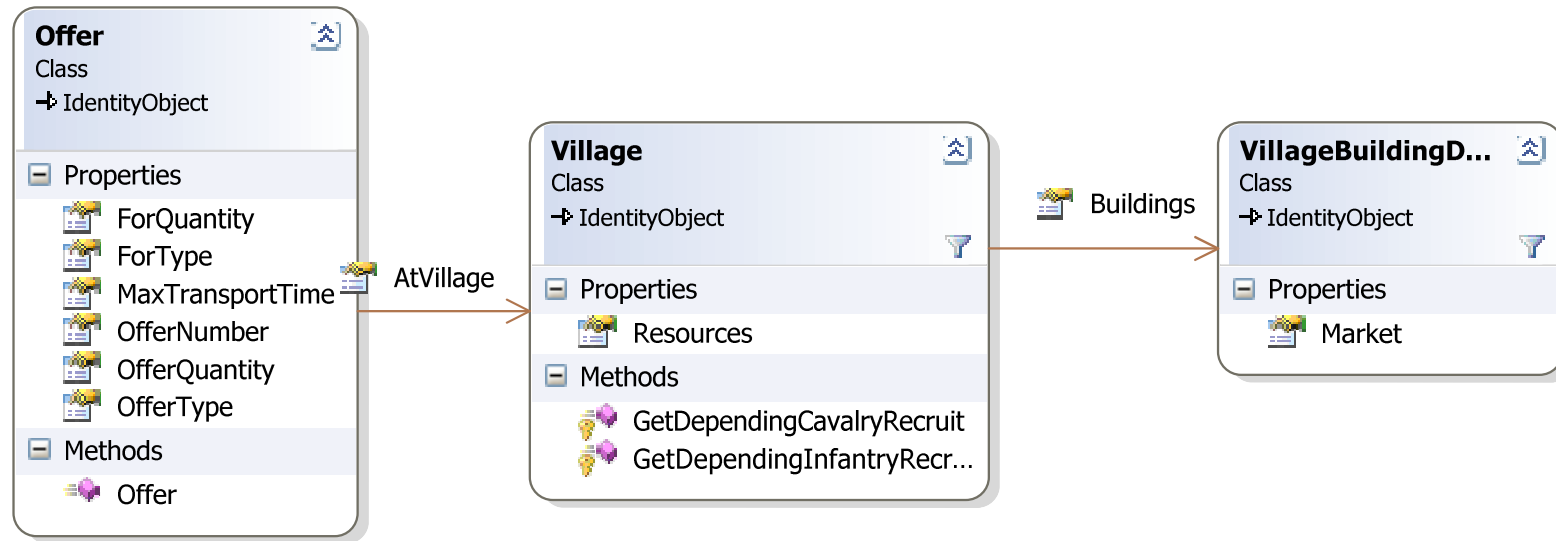 Offer
Class
IdentityObject
Properties
ForQuantity
ForType
MaxTransportTime
OfferNumber
OfferQuantity
OfferType
Methods
Offer
AtVillage
Village
Class
IdentityObject
Properties
Resources
Methods
GetDependingCavalryRecruit
GetDependingInfantryRecr...
Buildings
VillageBuildingD...
Class
IdentityObject
Properties
Market